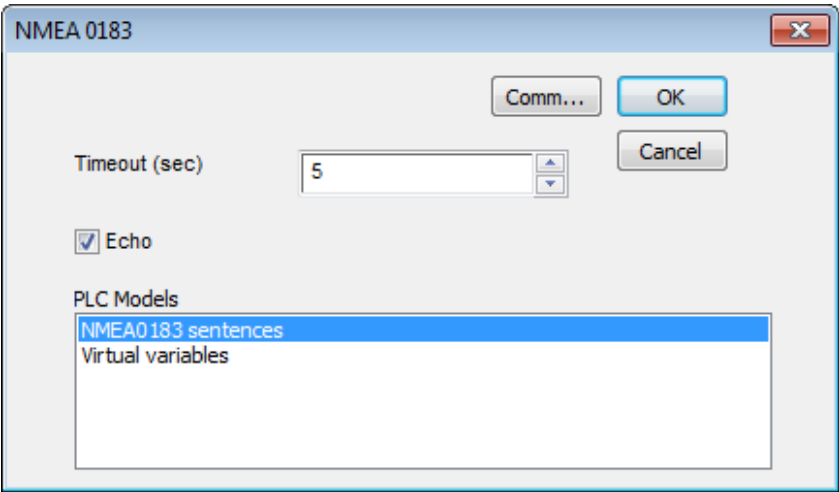 NMEA 0183
Comm...
OK
Cancel
Timeout (sec)
5
Echo
PLC Models
NMEA0183 sentences
Virtual variables